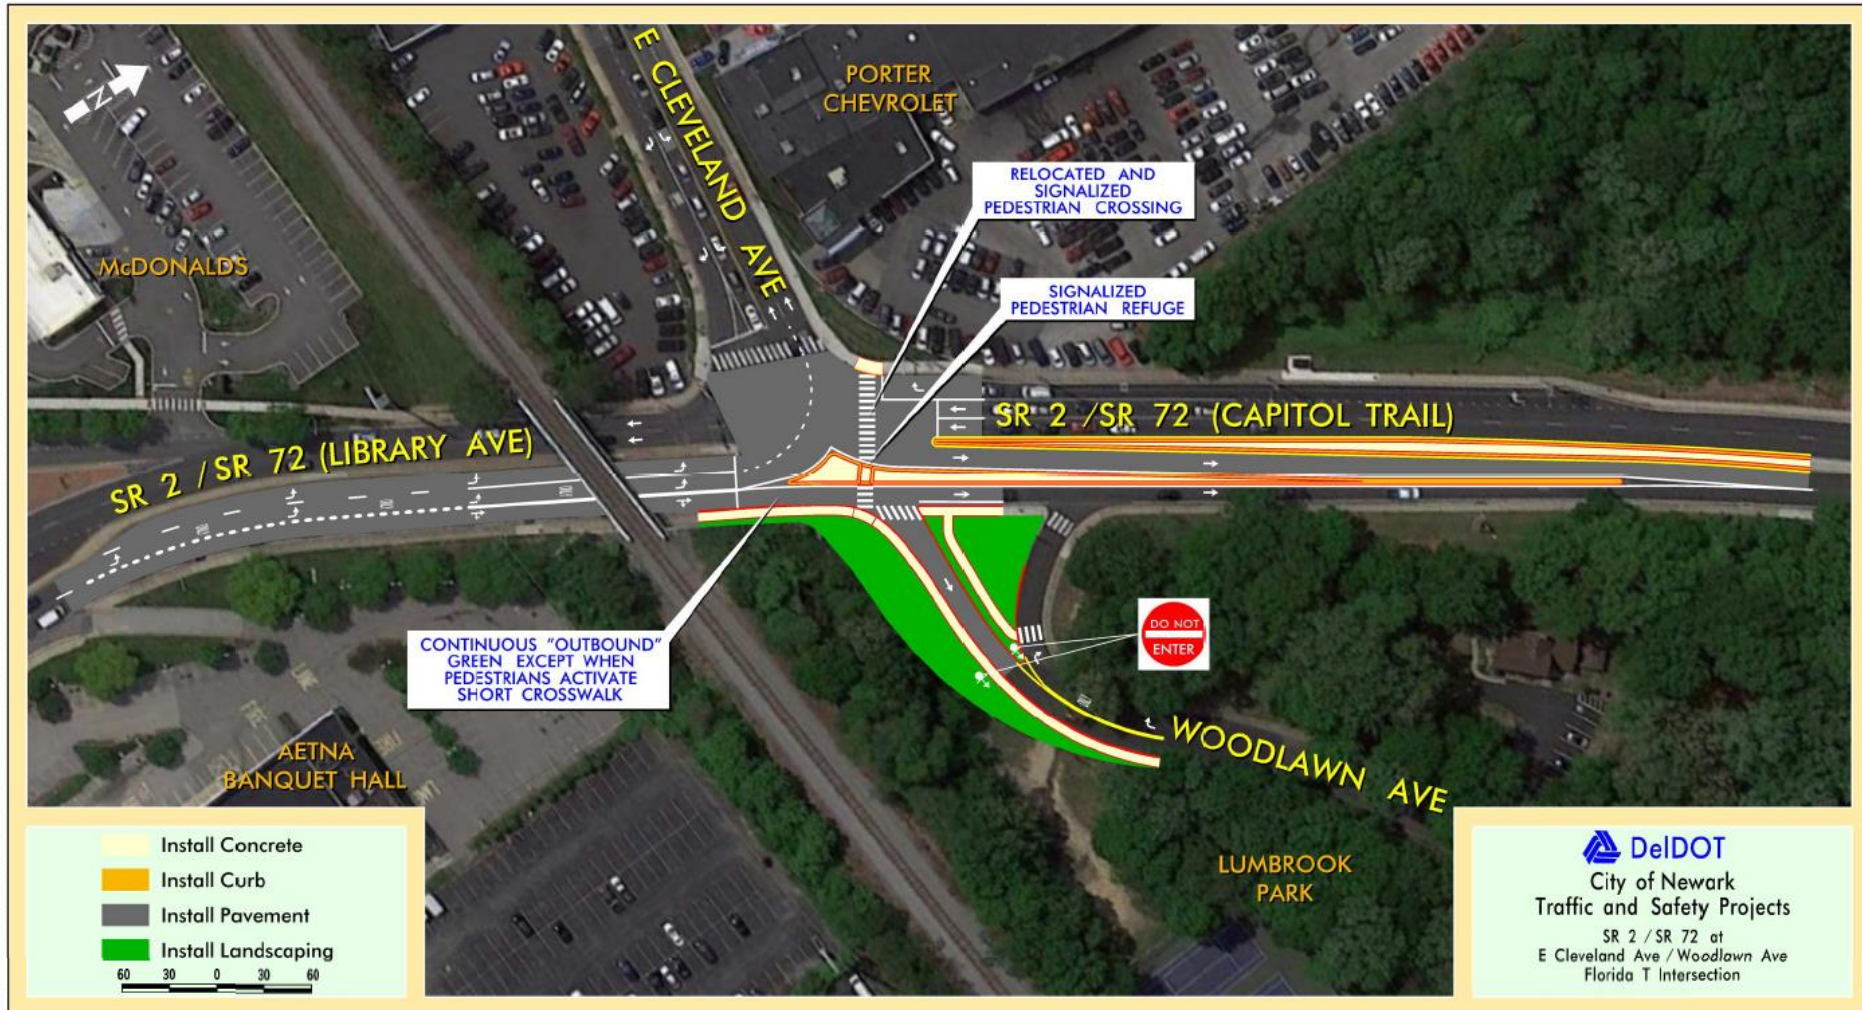 N
E CLEVELAND AVE
PORTER
CHEVROLET
RELOCATED AND
SIGNALIZED
PEDESTRIAN CROSSING
McDONALDS
SIGNALIZED
PEDESTRIAN REFUGE
SR 2 / SR 72 (LIBRARY AVE)
SR 2 / SR 72 (CAPITOL TRAIL)
CONTINUOUS "OUTBOUND"
GREEN EXCEPT WHEN
PEDESTRIANS ACTIVATE
SHORT CROSSWALK
DO NOT
ENTER
WOODLAWN AVE
AETNA
BANQUET HALL
LUMBROOK
PARK
Install Concrete
Install Curb
Install Pavement
Install Landscaping
60 30 0 30 60
DelDOT
City of Newark
Traffic and Safety Projects
SR 2 / SR 72 at
E Cleveland Ave / Woodlawn Ave
Florida T Intersection